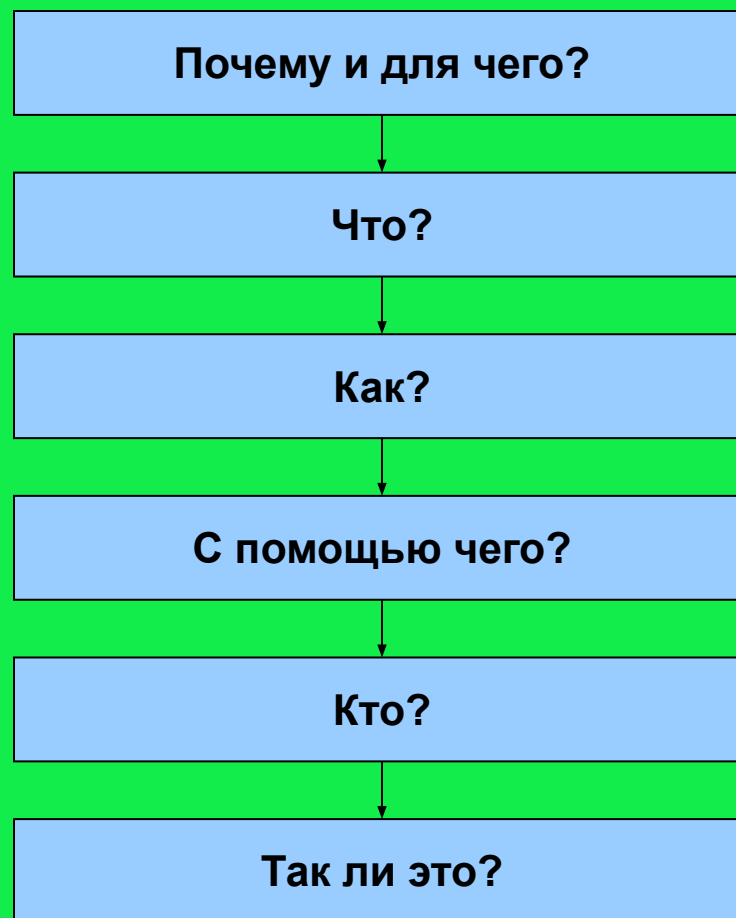 Почему и для чего?
Что?
Как?
С помощью чего?
Кто?
Так ли это?